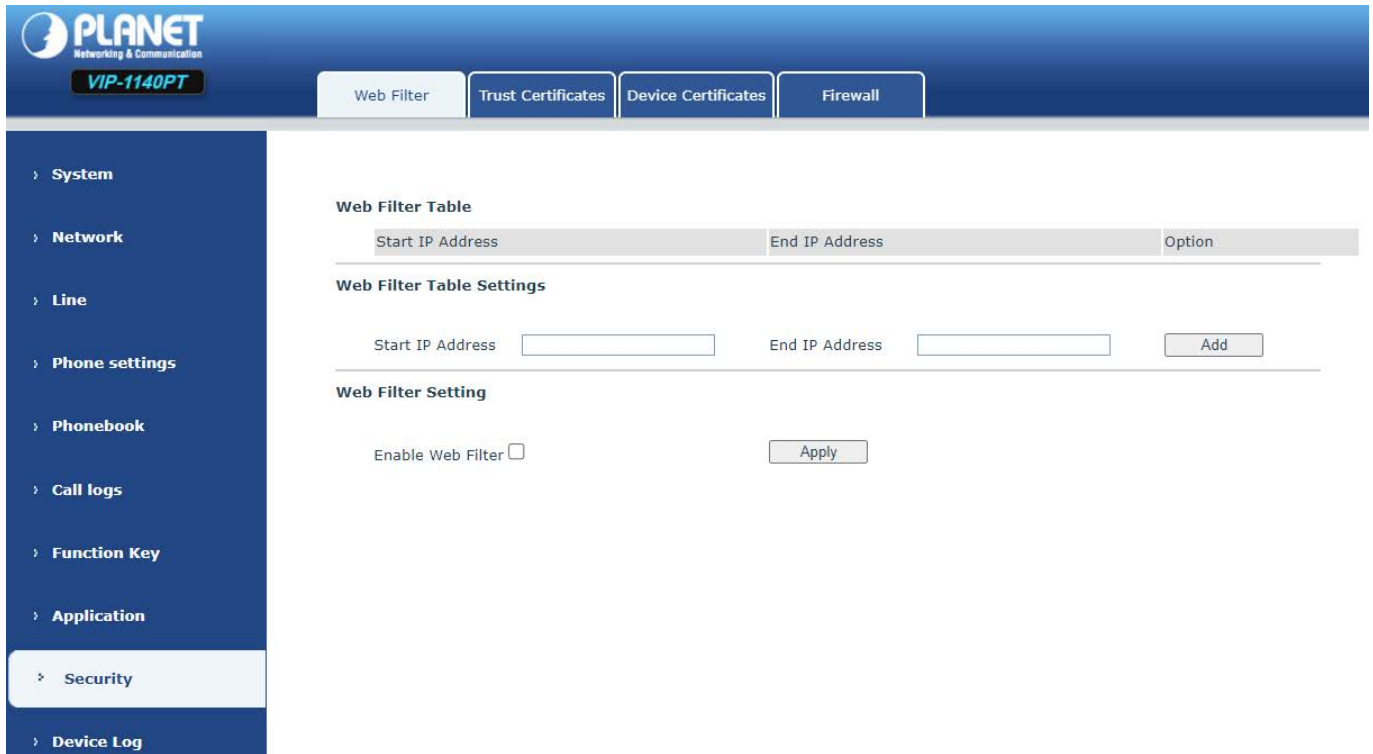 PLANET
Networking & Communication
VIP-1140PT
Web Filter
Trust Certificates
Device Certificates
Firewall
System
Network
Line
Phone settings
Phonebook
Call logs
Function Key
Application
Security
Device Log
Web Filter Table
Start IP Address End IP Address Option
Web Filter Table Settings
Start IP Address End IP Address Add
Web Filter Setting
Enable Web Filter Apply